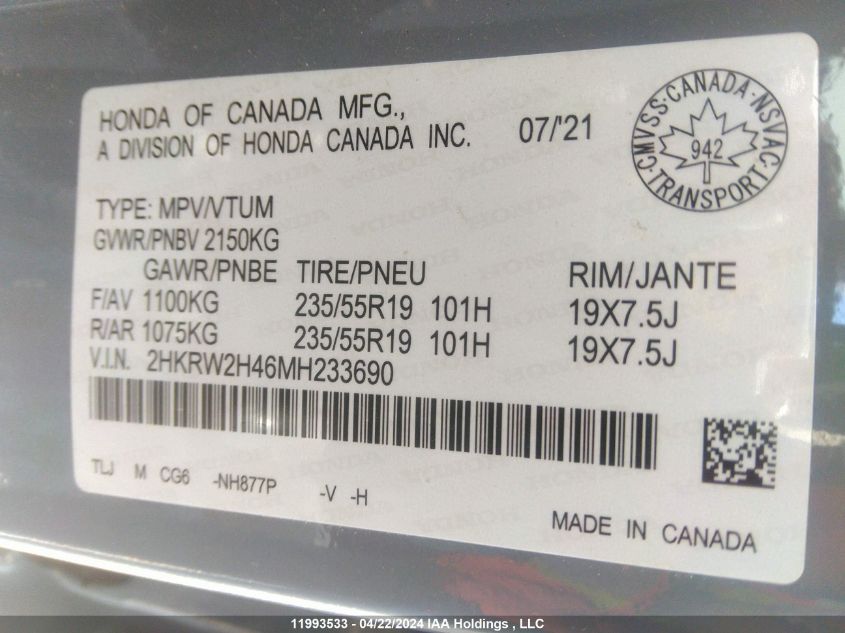 HONDA OF CANADA MFG.,
A DIVISION OF HONDA CANADA INC. 07/'21
CMVSS·CANADA·NSVAC·TRANSPORT·
942
TYPE: MPV/VTUM
GVWR/PNBV 2150KG
GAWR/PNBE TIRE/PNEU RIM/JANTE
F/AV 1100KG 235/55R19 101H 19X7.5J
R/AR 1075KG 235/55R19 101H 19X7.5J
V.I.N. 2HKRW2H46MH233690
TLJ M CG6 -NH877P -V -H
MADE IN CANADA
11993533 - 04/22/2024 IAA Holdings , LLC